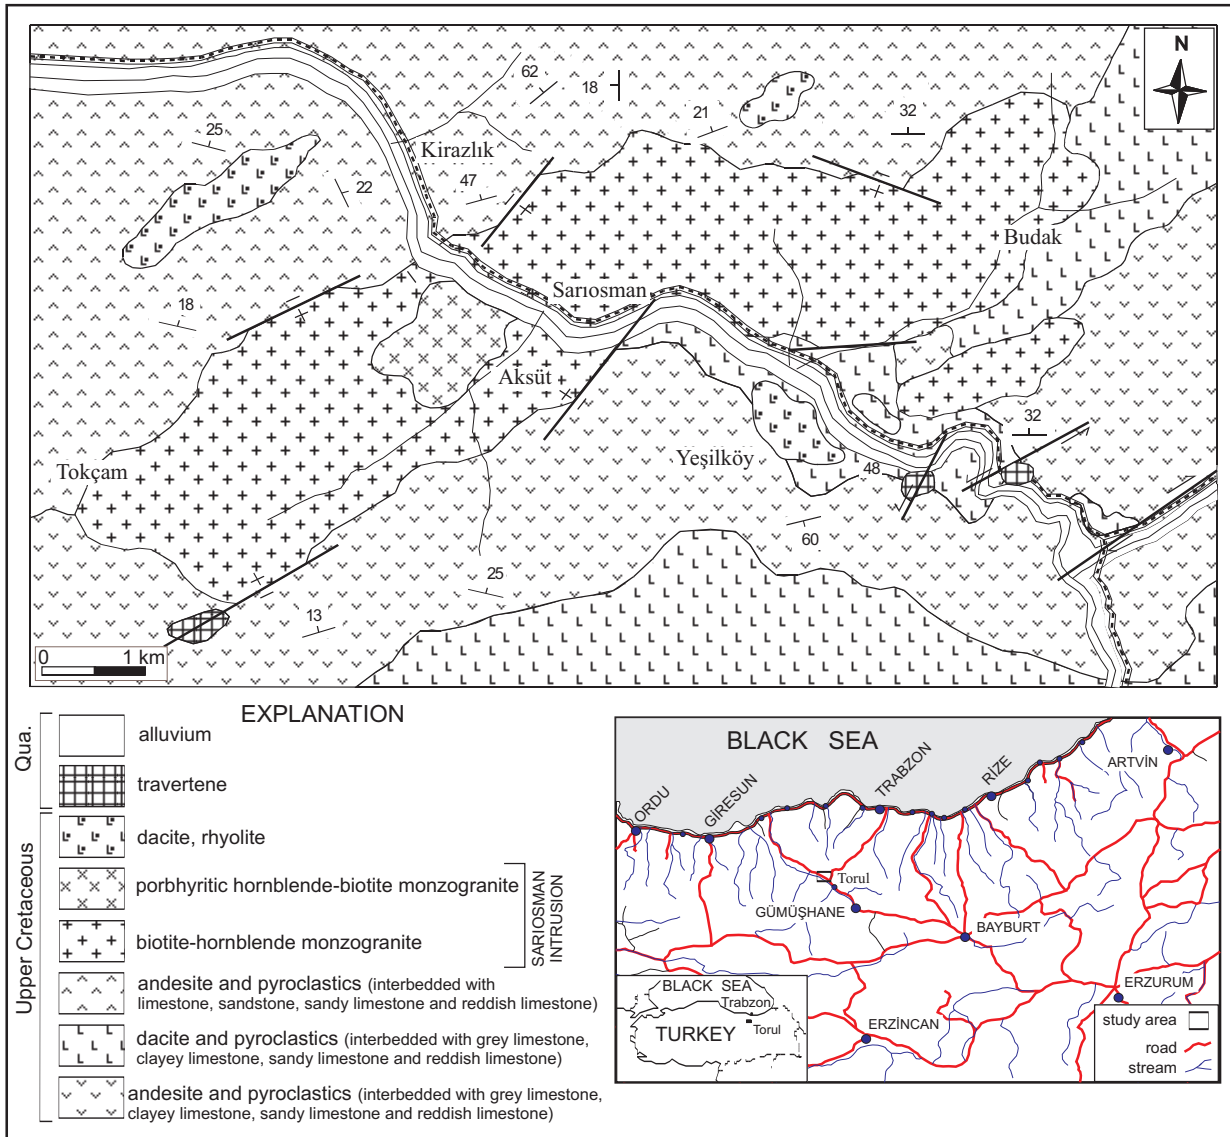 N
62
18
21
32
25
Kirazlık
22
47
Budak
18
Sarıosman
Aksüt
48
32
Yeşilköy
48
Tokçam
60
25
13
0 1 km
EXPLANATION
Qua.
alluvium
travertene
Upper Cretaceous
dacite, rhyolite
porbhyritic hornblende-biotite monzogranite
biotite-hornblende monzogranite
SARIOSMAN
INTRUSION
andesite and pyroclastics (interbedded with
limestone, sandstone, sandy limestone and reddish limestone)
dacite and pyroclastics (interbedded with grey limestone,
clayey limestone, sandy limestone and reddish limestone)
andesite and pyroclastics (interbedded with grey limestone,
clayey limestone, sandy limestone and reddish limestone)
BLACK SEA
ORDU
GİRESUN
TRABZON
RİZE
ARTVİN
Torul
GÜMÜŞHANE
BAYBURT
ERZURUM
ERZİNCAN
BLACK SEA
Trabzon
TURKEY
Torul
study area
road
stream